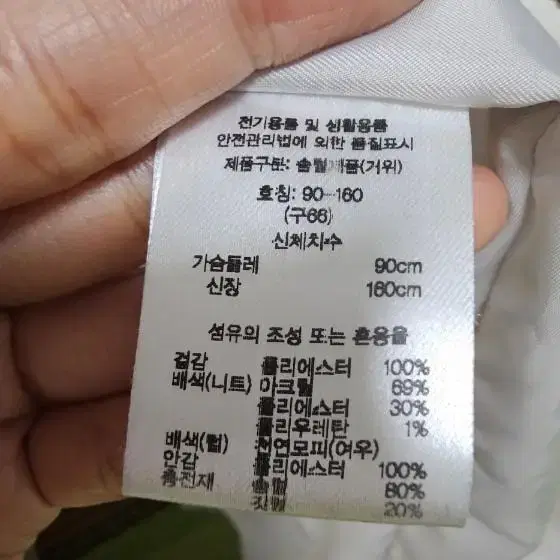 전기용품 및 생활용품
안전관리법에 의한 품질표시
제품구분: 솜털제품(거위)
호칭: 90-160
(구66)
신체치수
가슴둘레 90cm
신장 160cm
섬유의 조성 또는 혼용율
겉감 폴리에스터 100%
배색(니트) 아크릴 69%
폴리에스터 30%
폴리우레탄 1%
배색(털) 천연모피(여우)
안감 폴리에스터 100%
충전재 솜털 80%
깃털 20%